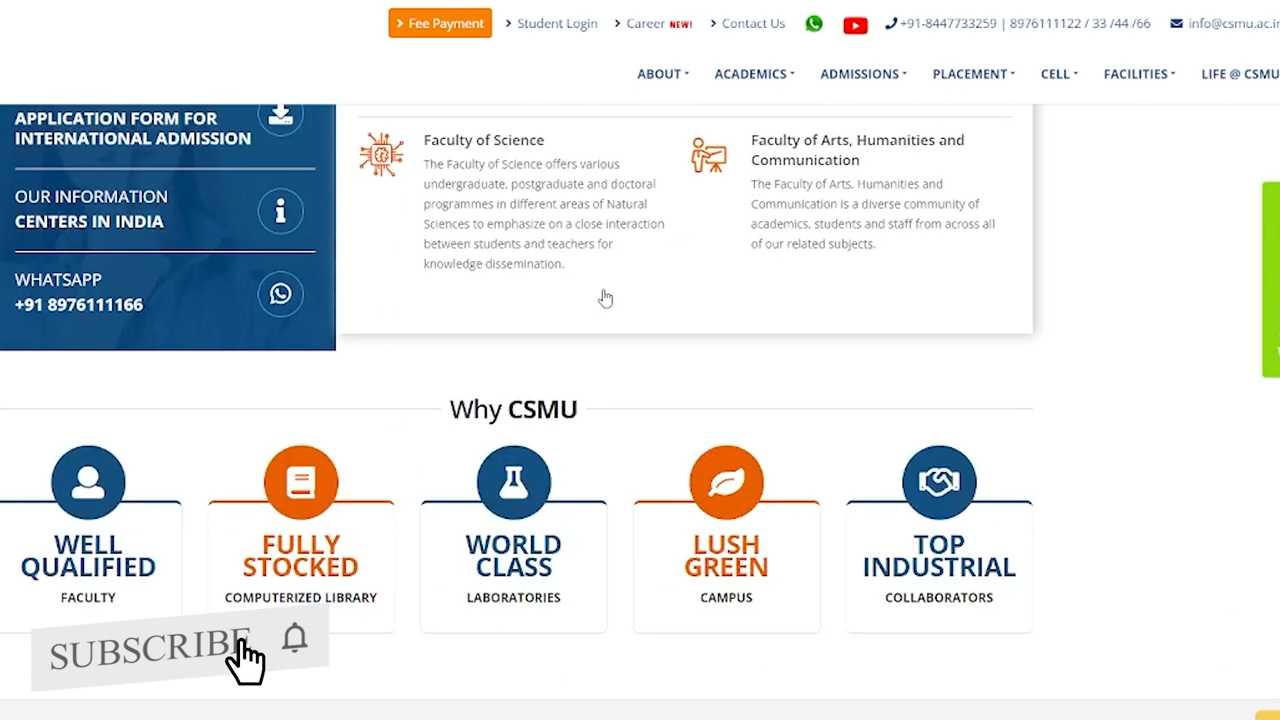 Fee Payment
Student Login
Career NEW!
Contact Us
+91-8447733259 | 8976111122 / 33 /44 /66
info@csmu.ac.in
ABOUT
ACADEMICS
ADMISSIONS
PLACEMENT
CELL
FACILITIES
LIFE @ CSMU
APPLICATION FORM FOR
INTERNATIONAL ADMISSION
OUR INFORMATION
CENTERS IN INDIA
WHATSAPP
+91 8976111166
Faculty of Science
The Faculty of Science offers various
undergraduate, postgraduate and doctoral
programmes in different areas of Natural
Sciences to emphasize on a close interaction
between students and teachers for
knowledge dissemination.
Faculty of Arts, Humanities and
Communication
The Faculty of Arts, Humanities and
Communication is a diverse community of
academics, students and staff from across all
of our related subjects.
Why CSMU
WELL
QUALIFIED
FACULTY
FULLY
STOCKED
COMPUTERIZED LIBRARY
WORLD
CLASS
LABORATORIES
LUSH
GREEN
CAMPUS
TOP
INDUSTRIAL
COLLABORATORS
SUBSCRIBE